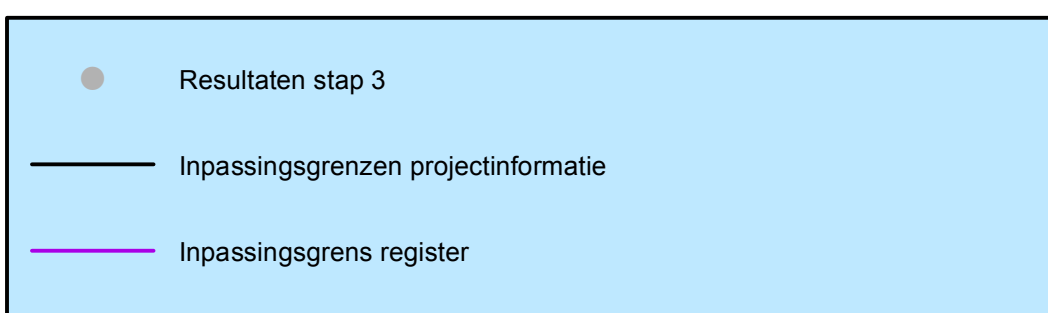 Resultaten stap 3
Inpassingsgrenzen projectinformatie
Inpassingsgrens register